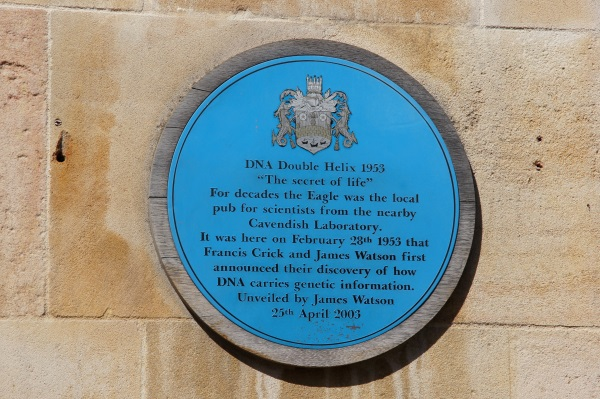 DNA Double Helix 1953
"The secret of life"
For decades the Eagle was the local
pub for scientists from the nearby
Cavendish Laboratory.
It was here on February 28th 1953 that
Francis Crick and James Watson first
announced their discovery of how
DNA carries genetic information.
Unveiled by James Watson
25th April 2003